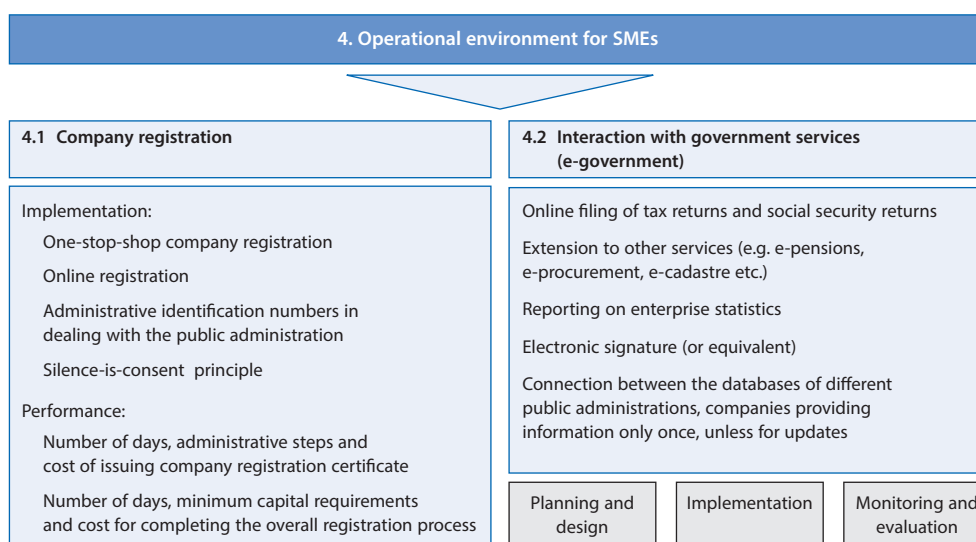 4. Operational environment for SMEs
4.1 Company registration
Implementation:
One-stop-shop company registration
Online registration
Administrative identification numbers in
dealing with the public administration
Silence-is-consent principle
Performance:
Number of days, administrative steps and
cost of issuing company registration certificate
Number of days, minimum capital requirements
and cost for completing the overall registration process
4.2 Interaction with government services
(e-government)
Online filing of tax returns and social security returns
Extension to other services (e.g. e-pensions,
e-procurement, e-cadastre etc.)
Reporting on enterprise statistics
Electronic signature (or equivalent)
Connection between the databases of different
public administrations, companies providing
information only once, unless for updates
Planning and
design
Implementation
Monitoring and
evaluation